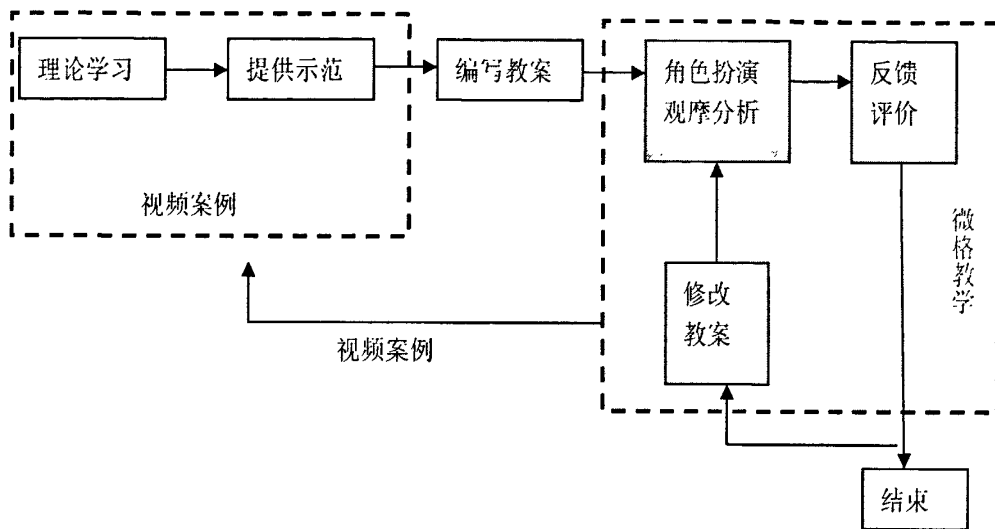 理论学习
提供示范
编写教案
角色扮演
观摩分析
反馈
评价
视频案例
微格教学
修改
教案
视频案例
结束